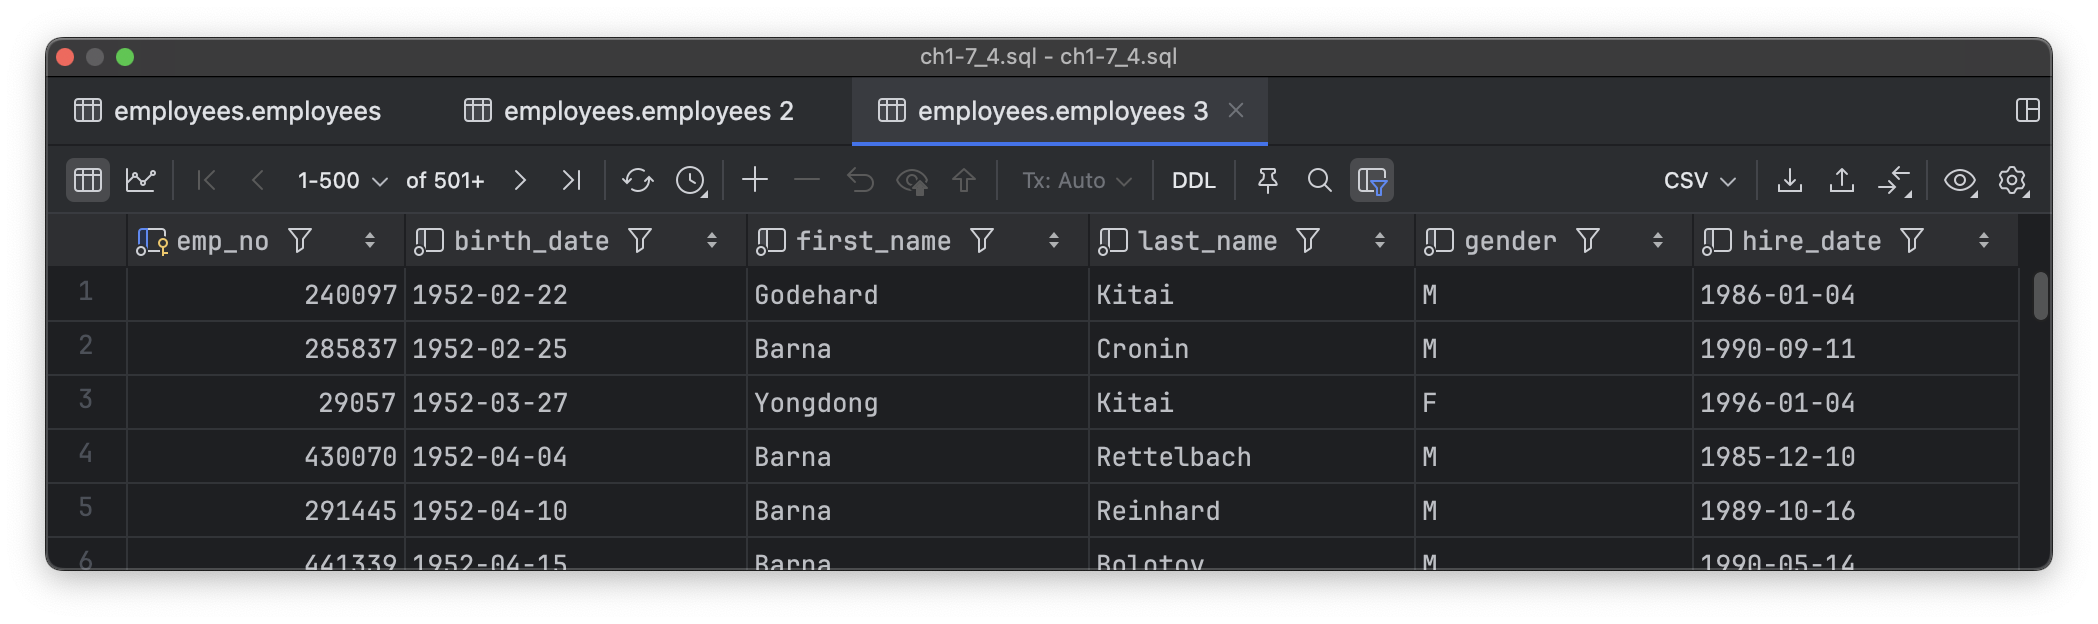 ch1-7_4.sql - ch1-7_4.sql
employees.employees employees.employees 2 employees.employees 3
1-500 of 501+ Tx: Auto DDL CSV
emp_no birth_date first_name last_name gender hire_date
1 240097 1952-02-22 Godehard Kitai M 1986-01-04
2 285837 1952-02-25 Barna Cronin M 1990-09-11
3 29057 1952-03-27 Yongdong Kitai F 1996-01-04
4 430070 1952-04-04 Barna Rettelbach M 1985-12-10
5 291445 1952-04-10 Barna Reinhard M 1989-10-16
6 441339 1952-04-15 Barna Bolotov M 1990-05-14